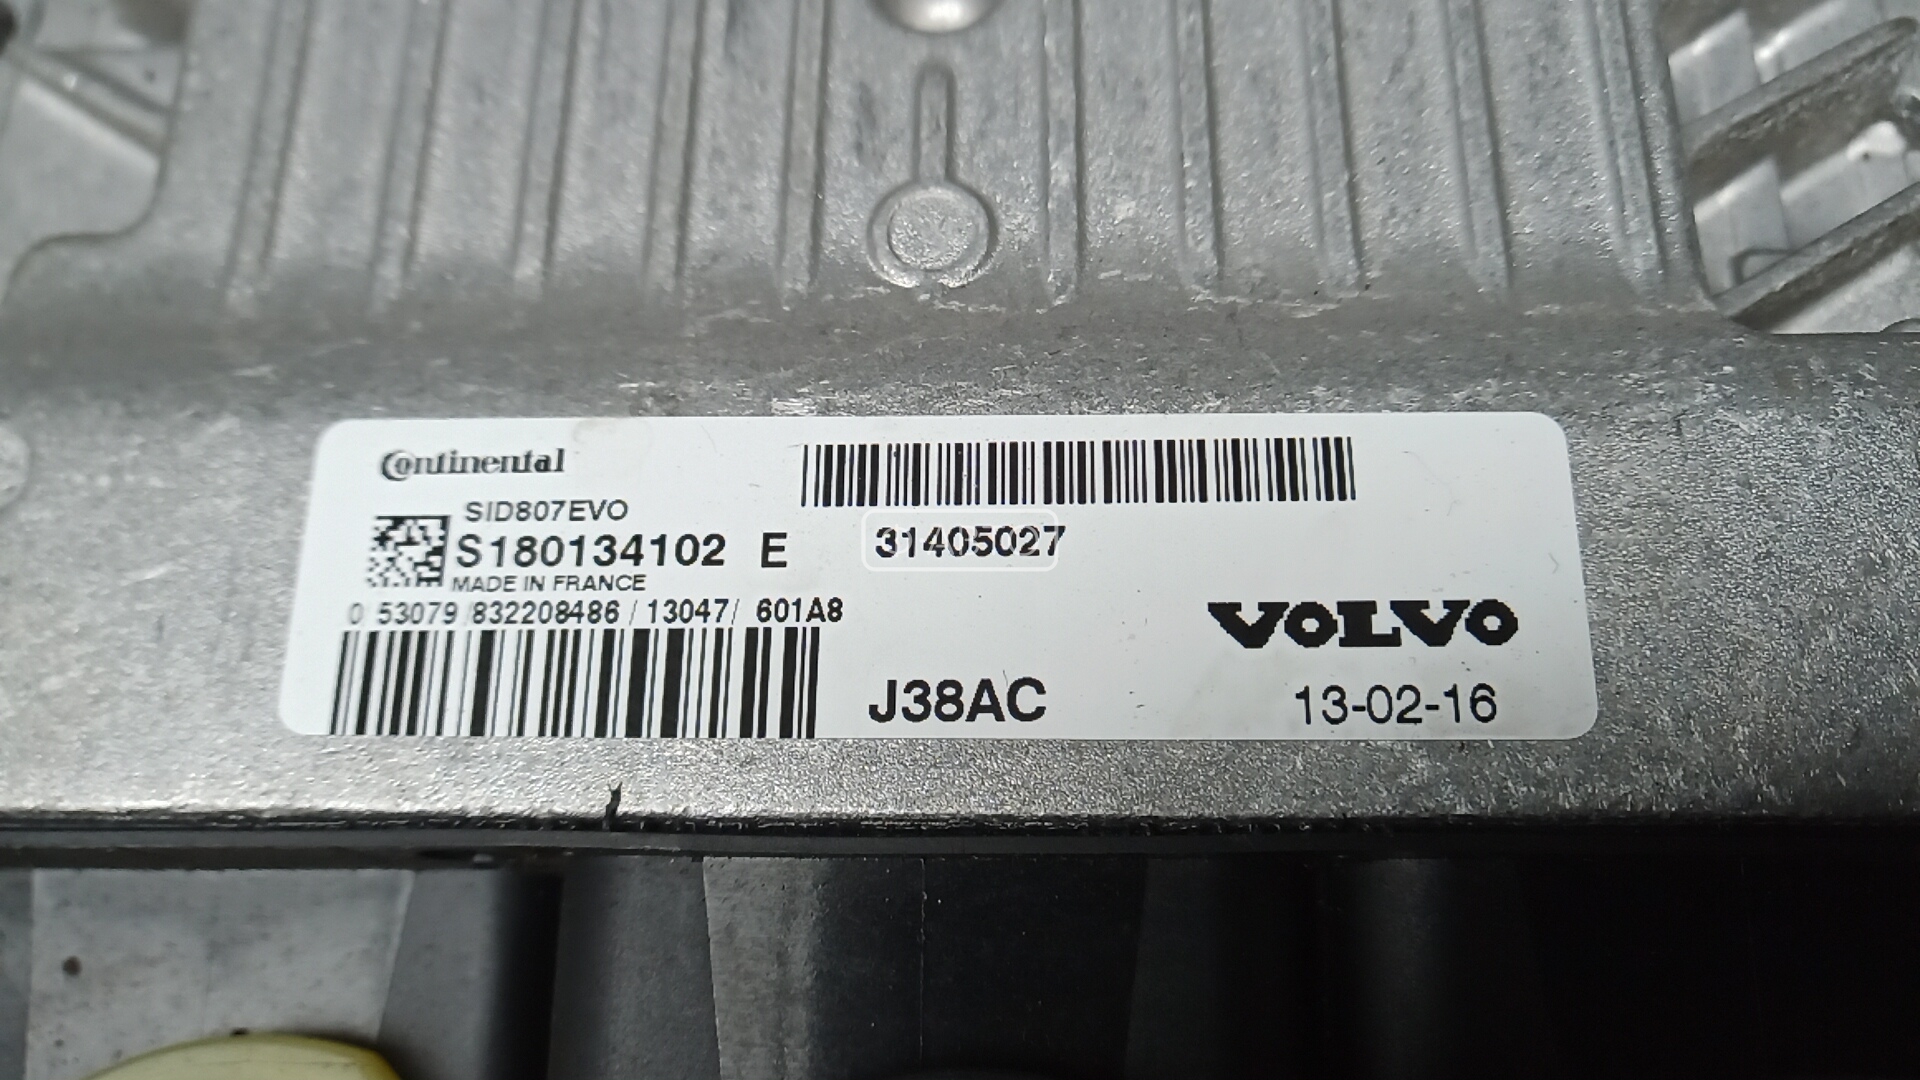 Continental
SID807EVO
S180134102 E
31405027
MADE IN FRANCE
0 53079 832208486 / 13047 / 601A8
VOLVO
J38AC
13-02-16